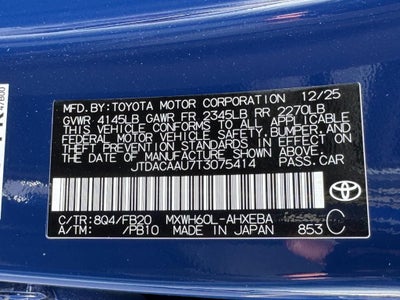 MFD.BY:TOYOTA MOTOR CORPORATION 12/25
GVWR 4145LB GAWR FR 2345LB RR 2270LB
THIS VEHICLE CONFORMS TO ALL APPLICABLE
FEDERAL MOTOR VEHICLE SAFETY,BUMPER,AND
THEFT PREVENTION STANDARDS IN EFFECT ON
THE DATE OF MANUFACTURE SHOWN ABOVE.
JTDACAAU7T3075414 PASS.CAR
TOYOTA
C/TR: 8Q4/FB20 MXWH60L-AHXEBA
A/TM: /PB10 MADE IN JAPAN 853 C